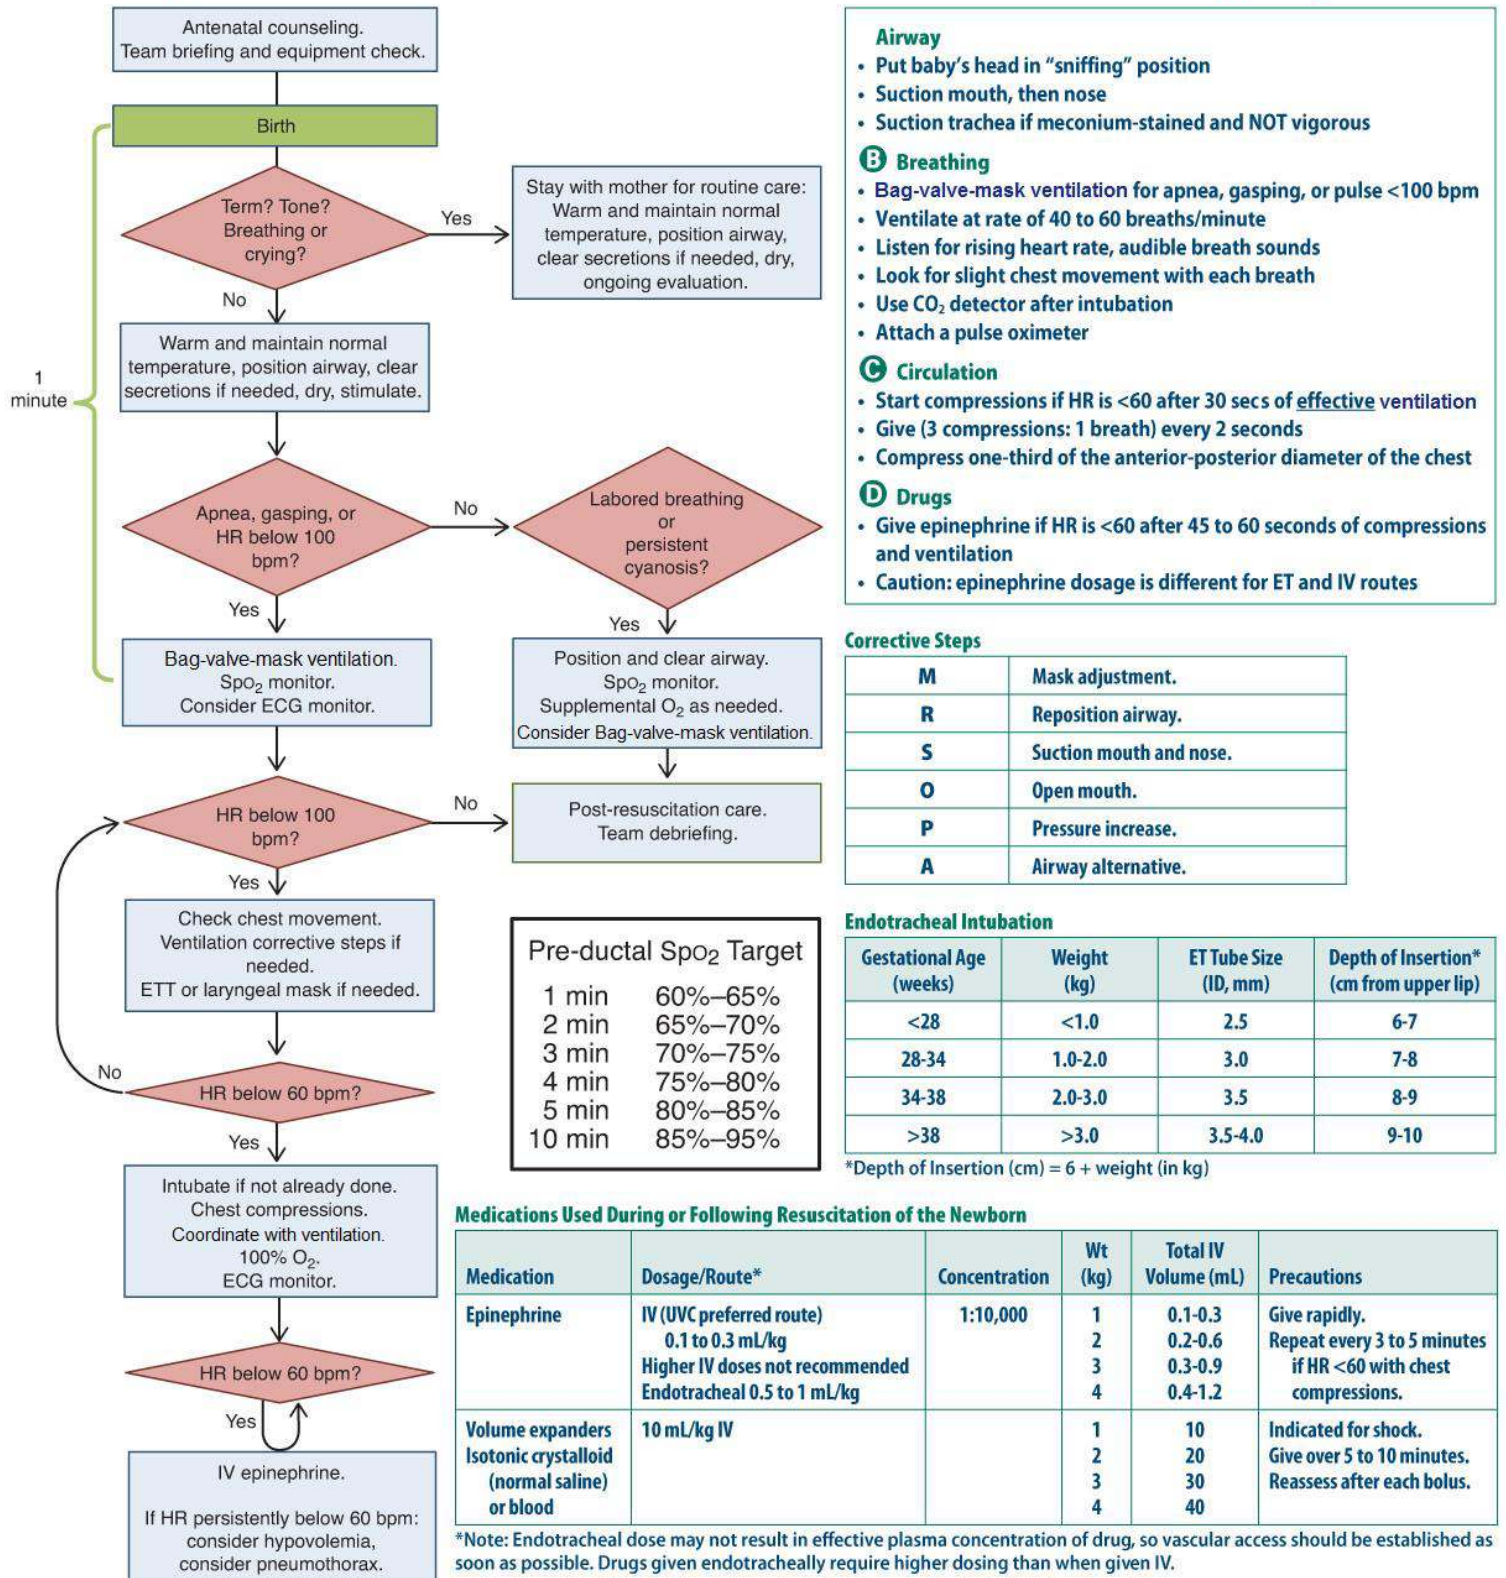 Antenatal counseling.
Team briefing and equipment check.
Birth
1
minute
Term? Tone?
Breathing or
crying?
Yes
Stay with mother for routine care:
Warm and maintain normal
temperature, position airway,
clear secretions if needed, dry,
ongoing evaluation.
No
Warm and maintain normal
temperature, position airway, clear
secretions if needed, dry, stimulate.
Apnea, gasping, or
HR below 100
bpm?
No
Labored breathing
or
persistent
cyanosis?
Yes
Yes
Bag-valve-mask ventilation.
SpO₂ monitor.
Consider ECG monitor.
Position and clear airway.
SpO₂ monitor.
Supplemental O₂ as needed.
Consider Bag-valve-mask ventilation.
HR below 100
bpm?
No
Post-resuscitation care.
Team debriefing.
Yes
Check chest movement.
Ventilation corrective steps if
needed.
ETT or laryngeal mask if needed.
No
HR below 60 bpm?
Yes
Intubate if not already done.
Chest compressions.
Coordinate with ventilation.
100% O₂.
ECG monitor.
HR below 60 bpm?
Yes
IV epinephrine.
If HR persistently below 60 bpm:
consider hypovolemia,
consider pneumothorax.
Pre-ductal SpO₂ Target
1 min 60%–65%
2 min 65%–70%
3 min 70%–75%
4 min 75%–80%
5 min 80%–85%
10 min 85%–95%
Airway
• Put baby's head in “sniffing” position
• Suction mouth, then nose
• Suction trachea if meconium-stained and NOT vigorous
B Breathing
• Bag-valve-mask ventilation for apnea, gasping, or pulse <100 bpm
• Ventilate at rate of 40 to 60 breaths/minute
• Listen for rising heart rate, audible breath sounds
• Look for slight chest movement with each breath
• Use CO₂ detector after intubation
• Attach a pulse oximeter
C Circulation
• Start compressions if HR is <60 after 30 secs of effective ventilation
• Give (3 compressions: 1 breath) every 2 seconds
• Compress one-third of the anterior-posterior diameter of the chest
D Drugs
• Give epinephrine if HR is <60 after 45 to 60 seconds of compressions
and ventilation
• Caution: epinephrine dosage is different for ET and IV routes
Corrective Steps
M Mask adjustment.
R Reposition airway.
S Suction mouth and nose.
O Open mouth.
P Pressure increase.
A Airway alternative.
Endotracheal Intubation
Gestational Age Weight ET Tube Size Depth of Insertion*
(weeks) (kg) (ID, mm) (cm from upper lip)
<28 <1.0 2.5 6-7
28-34 1.0-2.0 3.0 7-8
34-38 2.0-3.0 3.5 8-9
>38 >3.0 3.5-4.0 9-10
*Depth of Insertion (cm) = 6 + weight (in kg)
Medications Used During or Following Resuscitation of the Newborn
Wt Total IV
Medication Dosage/Route* Concentration (kg) Volume (mL) Precautions
Epinephrine IV (UVC preferred route) 1:10,000 1 0.1-0.3 Give rapidly.
0.1 to 0.3 mL/kg 2 0.2-0.6 Repeat every 3 to 5 minutes
Higher IV doses not recommended 3 0.3-0.9 if HR <60 with chest
Endotracheal 0.5 to 1 mL/kg 4 0.4-1.2 compressions.
Volume expanders 10 mL/kg IV 1 10 Indicated for shock.
Isotonic crystalloid 2 20 Give over 5 to 10 minutes.
(normal saline) 3 30 Reassess after each bolus.
or blood 4 40
*Note: Endotracheal dose may not result in effective plasma concentration of drug, so vascular access should be established as
soon as possible. Drugs given endotracheally require higher dosing than when given IV.